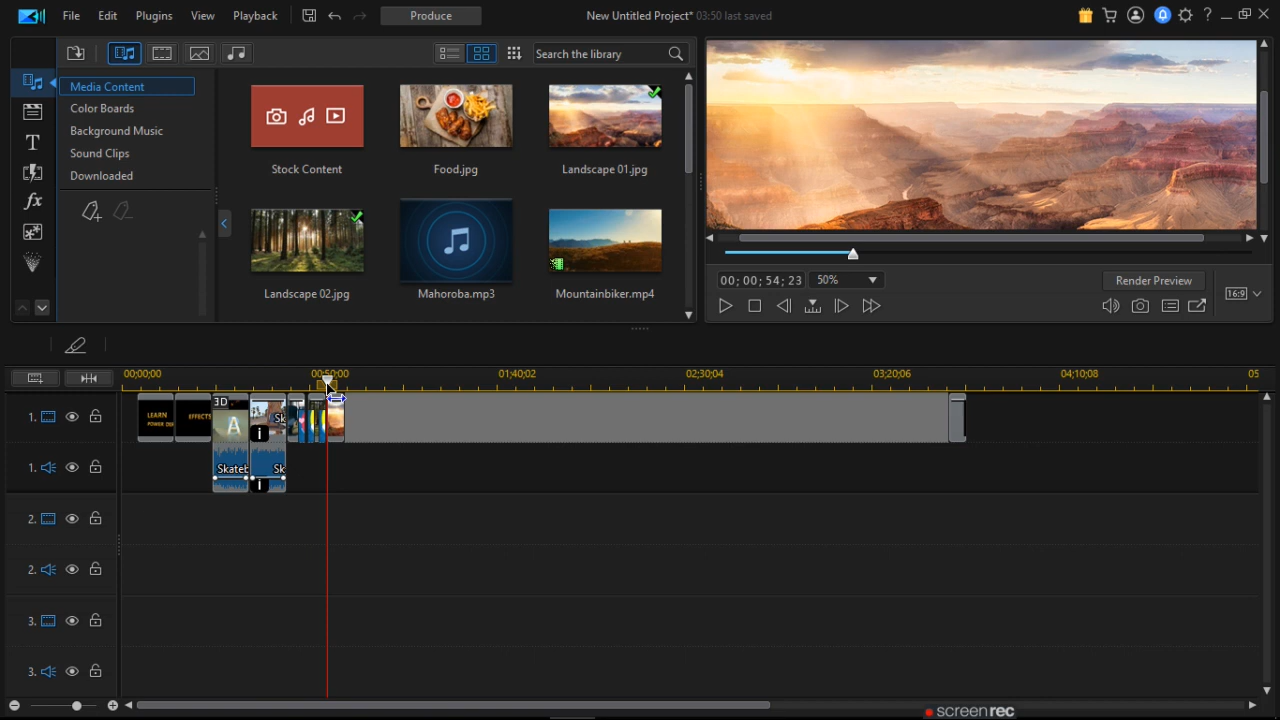 File Edit Plugins View Playback Produce New Untitled Project* 03:50 last saved
Search the library
Media Content
Color Boards
Background Music
Sound Clips
Downloaded
Stock Content Food.jpg Landscape 01.jpg
Landscape 02.jpg Mahoroba.mp3 Mountainbiker.mp4
00; 00; 54; 23 50% Render Preview 16:9
00;00;00 00;50;00 01;40;02 02;30;04 03;20;06 04;10;08 05
1. LEARN EFFECTS 3D A Sk i
1. Skateb Sk i
2.
2.
3.
3.
screenrec